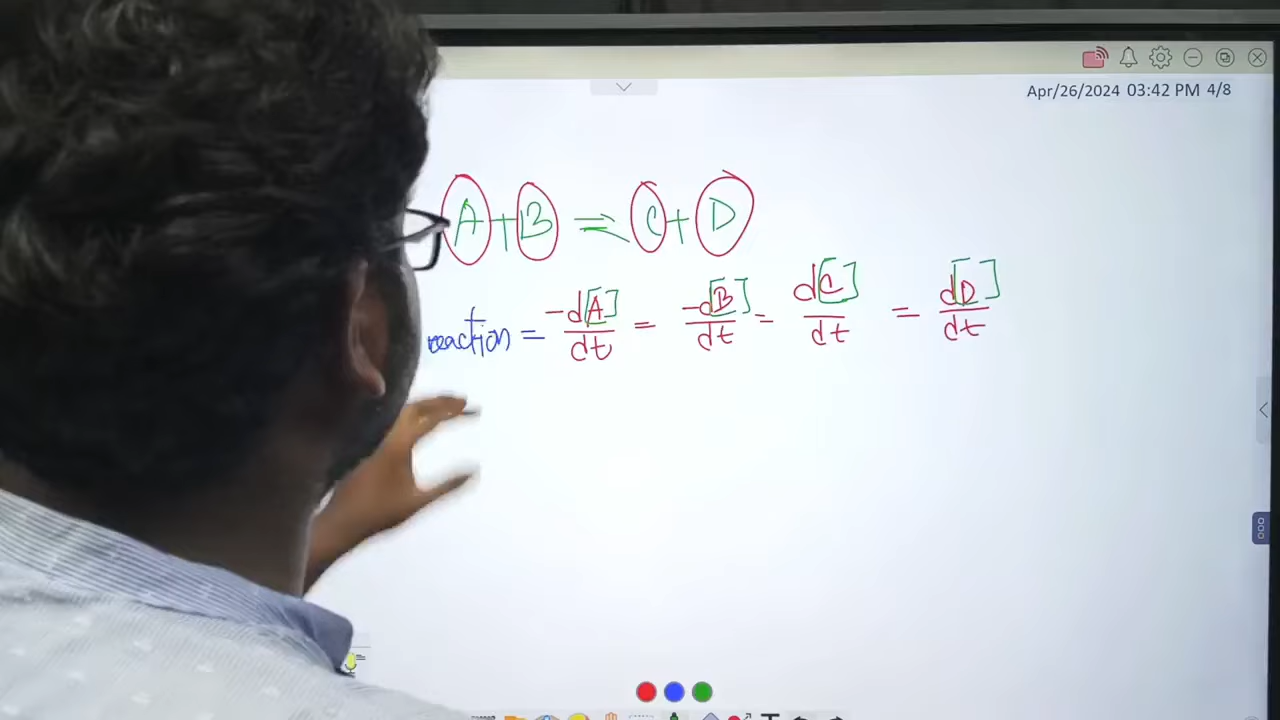 Apr/26/2024 03:42 PM 4/8
A + B ⇌ C + D
reaction = -d[A]/dt = -d[B]/dt = d[C]/dt = d[D]/dt